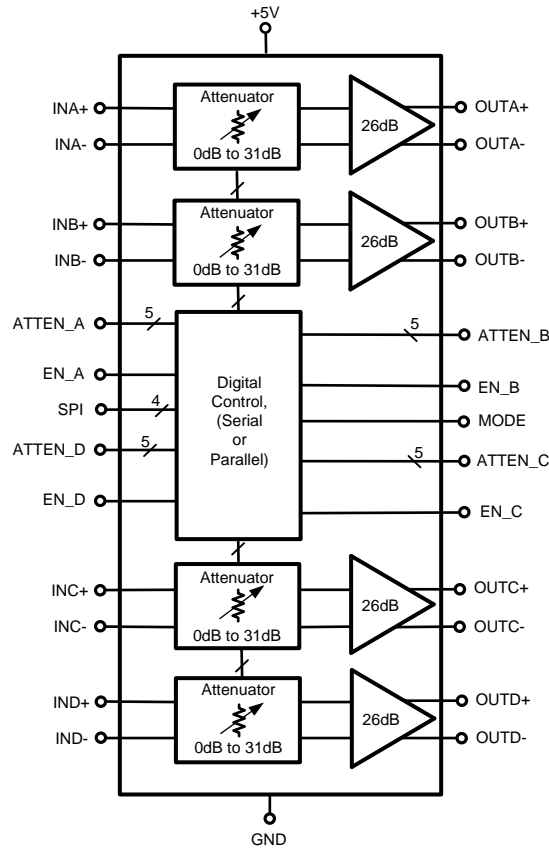 +5V
INA+
Attenuator
OUTA+
26dB
INA-
0dB to 31dB
OUTA-
INB+
Attenuator
OUTB+
26dB
INB-
0dB to 31dB
OUTB-
ATTEN_A
5
5
ATTEN_B
EN_A
Digital
Control,
(Serial
or
Parallel)
EN_B
SPI
4
MODE
ATTEN_D
5
5
ATTEN_C
EN_D
EN_C
INC+
Attenuator
OUTC+
26dB
INC-
0dB to 31dB
OUTC-
IND+
Attenuator
OUTD+
26dB
IND-
0dB to 31dB
OUTD-
GND